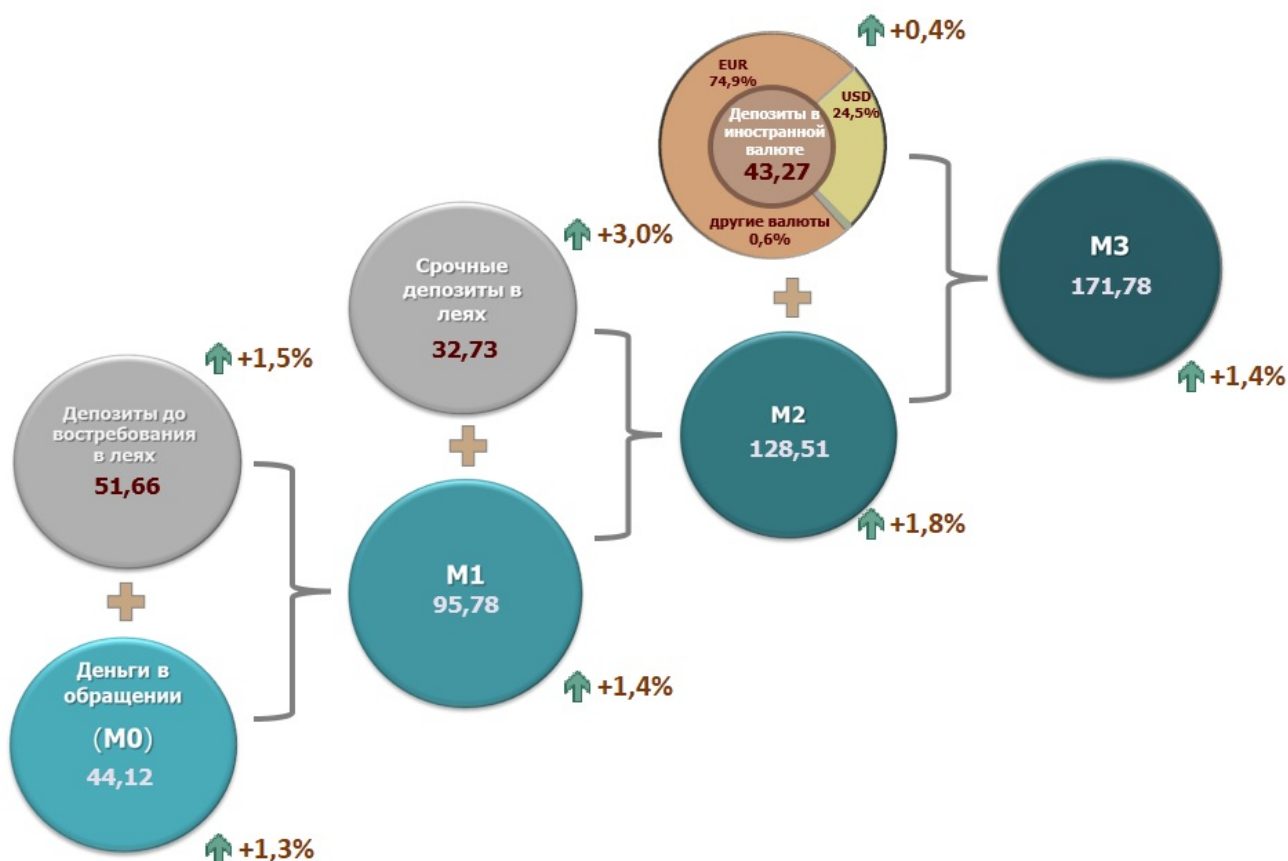 +0,4%
EUR
74,9%
USD
24,5%
Депозиты в
иностранной
валюте
43,27
другие валюты
0,6%
M3
171,78
+1,4%
+3,0%
Срочные
депозиты в
леях
32,73
M2
128,51
+1,8%
+1,5%
Депозиты до
востребования
в леях
51,66
M1
95,78
+1,4%
Деньги в
обращении
(M0)
44,12
+1,3%